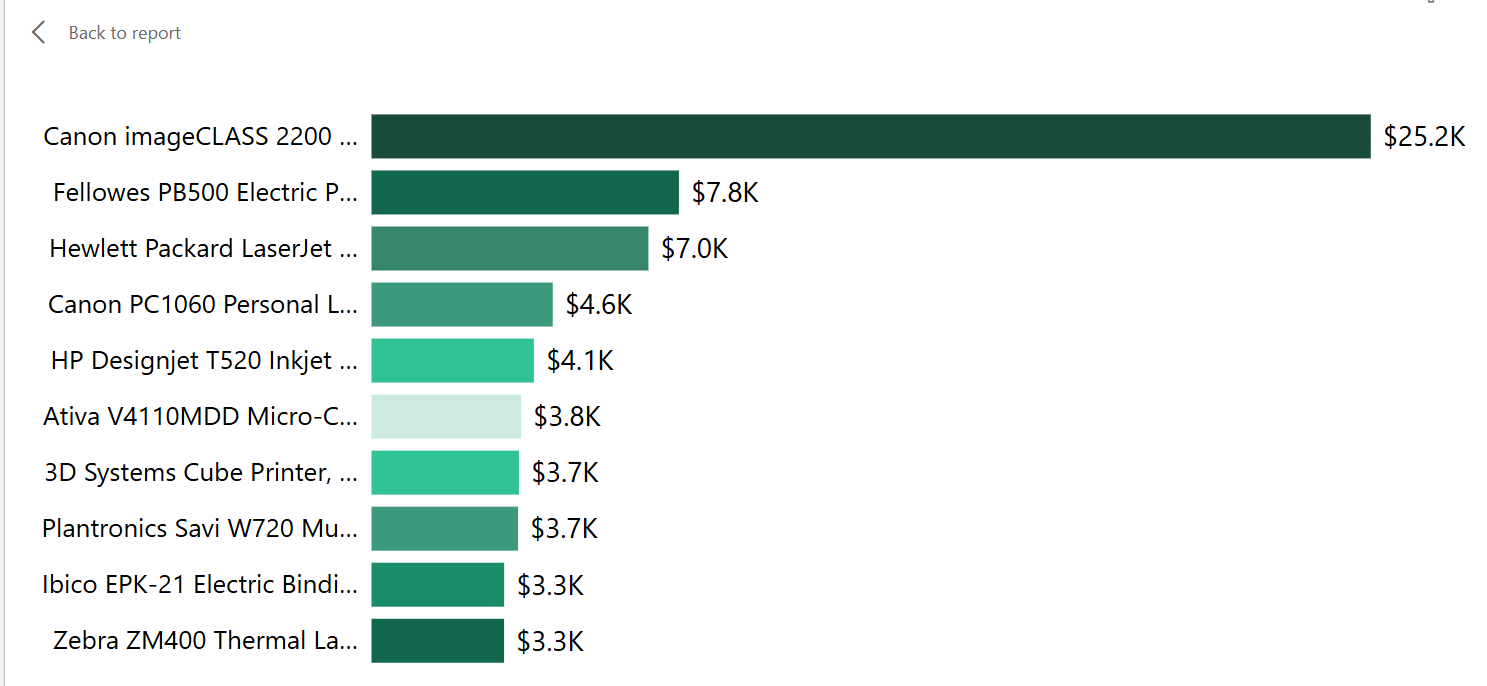 Back to report
Canon imageCLASS 2200 ... $25.2K
Fellowes PB500 Electric P... $7.8K
Hewlett Packard LaserJet ... $7.0K
Canon PC1060 Personal L... $4.6K
HP Designjet T520 Inkjet ... $4.1K
Ativa V4110MDD Micro-C... $3.8K
3D Systems Cube Printer, ... $3.7K
Plantronics Savi W720 Mu... $3.7K
Ibico EPK-21 Electric Bindi... $3.3K
Zebra ZM400 Thermal La... $3.3K